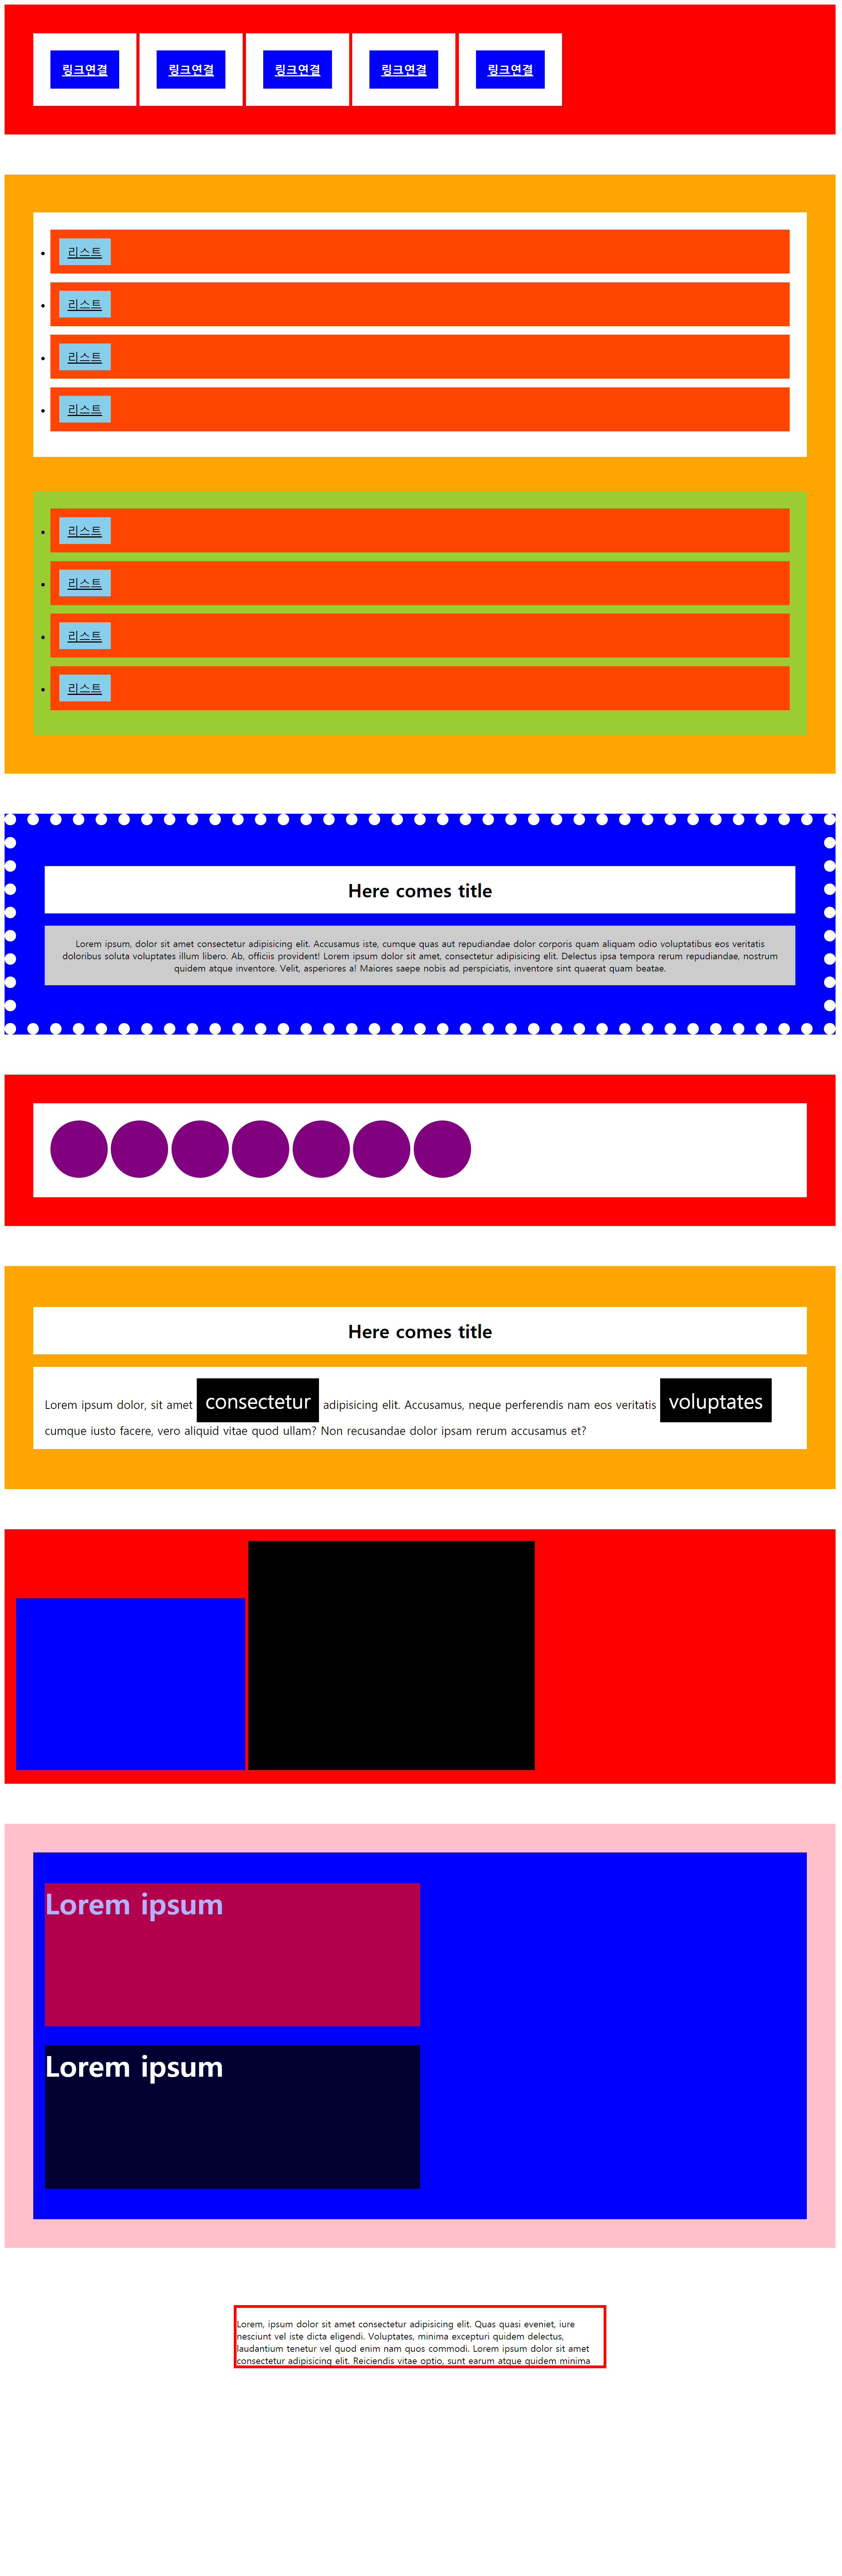 링크연결 링크연결 링크연결 링크연결 링크연결
리스트
리스트
리스트
리스트
리스트
리스트
리스트
리스트
Here comes title
Lorem ipsum, dolor sit amet consectetur adipisicing elit. Accusamus iste, cumque quas aut repudiandae dolor corporis quam aliquam odio voluptatibus eos veritatis
doloribus soluta voluptates illum libero. Ab, officiis provident! Lorem ipsum dolor sit amet, consectetur adipisicing elit. Delectus ipsa tempora rerum repudiandae, nostrum
quidem atque inventore. Velit, asperiores a! Maiores saepe nobis ad perspiciatis, inventore sint quaerat quam beatae.
Here comes title
Lorem ipsum dolor, sit amet consectetur adipisicing elit. Accusamus, neque perferendis nam eos veritatis voluptates
cumque iusto facere, vero aliquid vitae quod ullam? Non recusandae dolor ipsam rerum accusamus et?
Lorem ipsum
Lorem ipsum
Lorem, ipsum dolor sit amet consectetur adipisicing elit. Quas quasi eveniet, iure
nesciunt vel iste dicta eligendi. Voluptates, minima excepturi quidem delectus,
laudantium tenetur vel quod enim nam quos commodi. Lorem ipsum dolor sit amet
consectetur adipisicing elit. Reiciendis vitae optio, sunt earum atque quidem minima